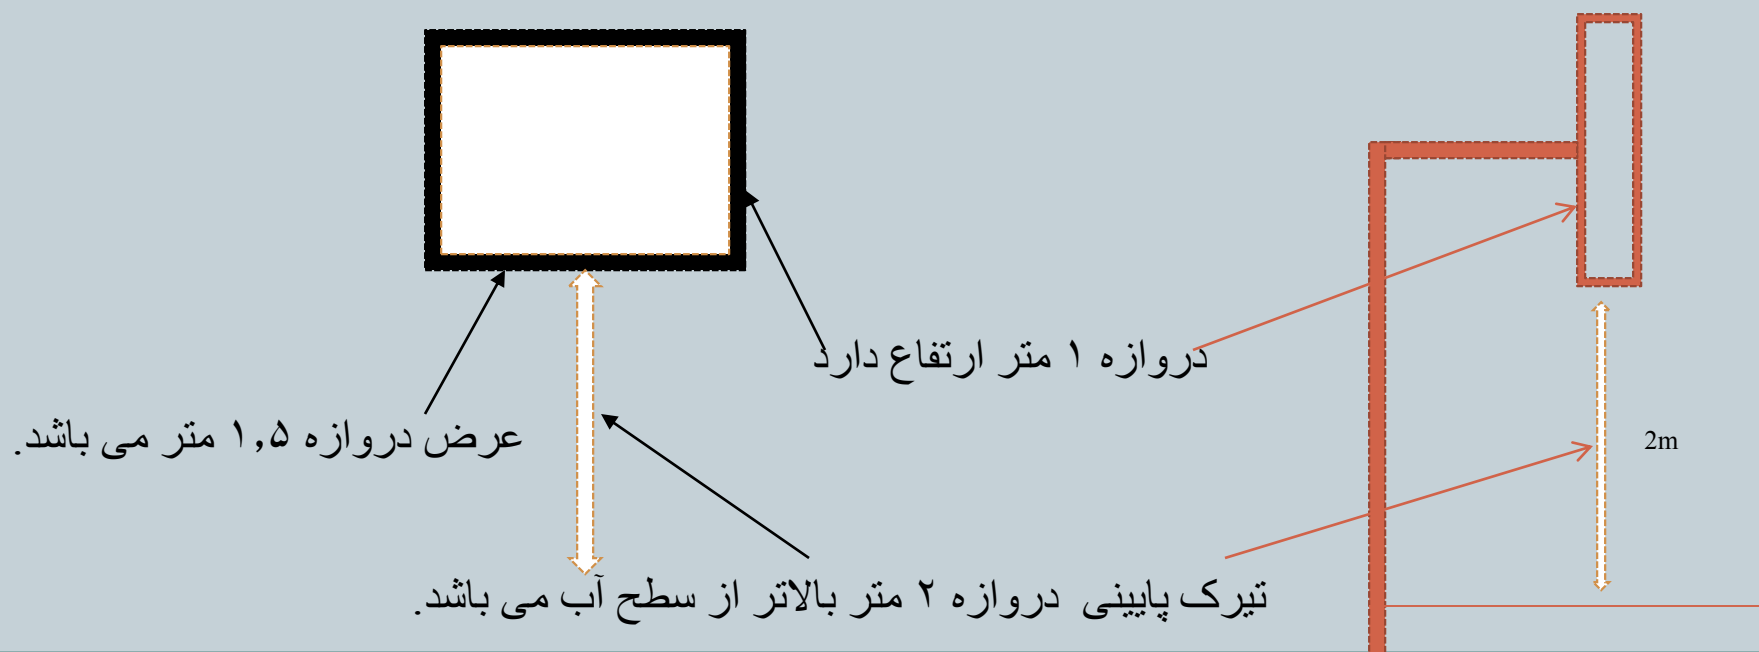 دروازه ۱ متر ارتفاع دارد
عرض دروازه ۱,۵ متر می باشد.
2m
تیرک پایینی دروازه ۲ متر بالاتر از سطح آب می باشد.